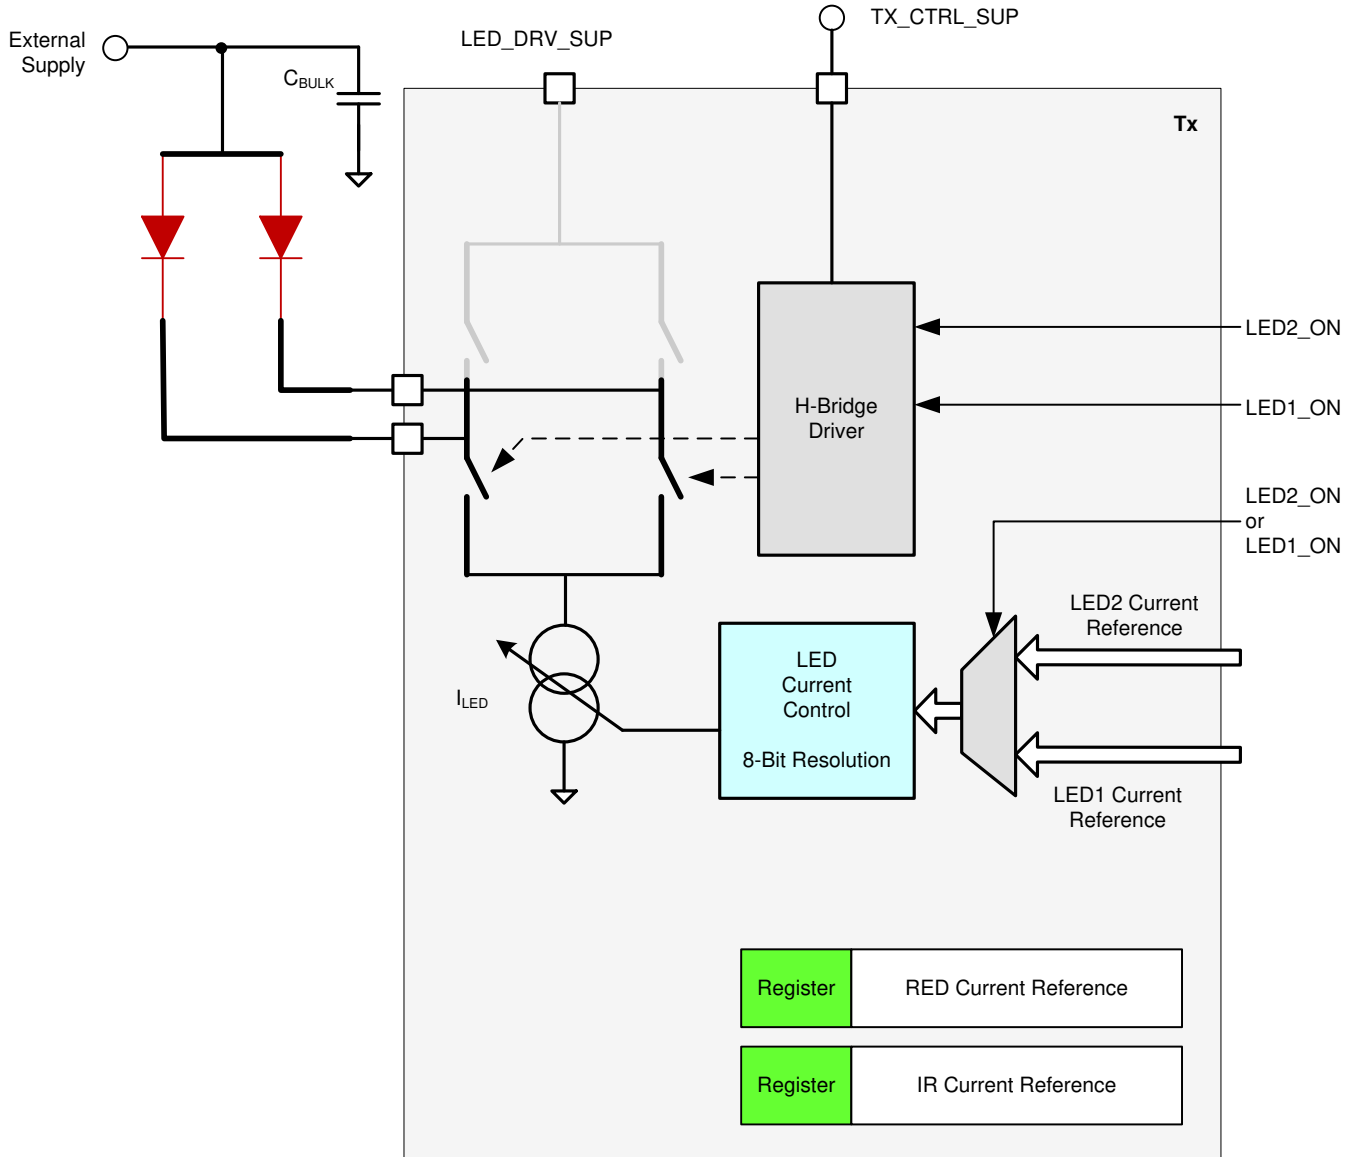 TX_CTRL_SUP
External
Supply
LED_DRV_SUP
CBULK
Tx
LED2_ON
LED1_ON
H-Bridge
Driver
LED2_ON
or
LED1_ON
LED2 Current
Reference
LED
Current
Control
8-Bit Resolution
ILED
LED1 Current
Reference
Register
RED Current Reference
Register
IR Current Reference